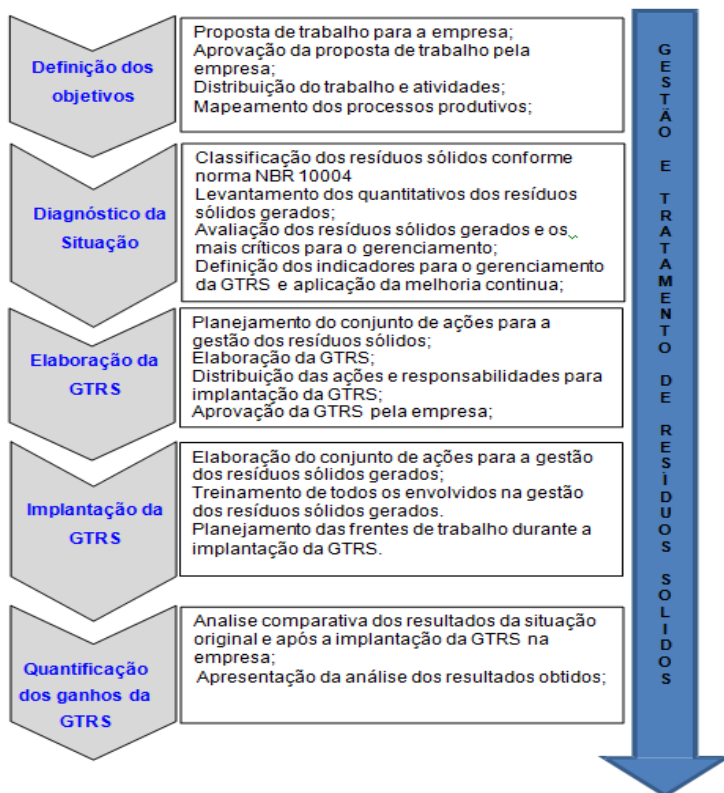 Definição dos
objetivos
Proposta de trabalho para a empresa;
Aprovação da proposta de trabalho pela
empresa;
Distribuição do trabalho e atividades;
Mapeamento dos processos produtivos;
Diagnóstico da
Situação
Classificação dos resíduos sólidos conforme
norma NBR 10004
Levantamento dos quantitativos dos resíduos
sólidos gerados;
Avaliação dos resíduos sólidos gerados e os
mais críticos para o gerenciamento;
Definição dos indicadores para o gerenciamento
da GTRS e aplicação da melhoria continua;
Elaboração da
GTRS
Planejamento do conjunto de ações para a
gestão dos resíduos sólidos;
Elaboração da GTRS;
Distribuição das ações e responsabilidades para
implantação da GTRS;
Aprovação da GTRS pela empresa;
Implantação da
GTRS
Elaboração do conjunto de ações para a gestão
dos resíduos sólidos gerados;
Treinamento de todos os envolvidos na gestão
dos resíduos sólidos gerados.
Planejamento das frentes de trabalho durante a
implantação da GTRS.
Quantificação
dos ganhos da
GTRS
Analise comparativa dos resultados da situação
original e após a implantação da GTRS na
empresa;
Apresentação da análise dos resultados obtidos;
GESTÃO E TRATAMENTO DE RESÌDUOS SOLIDOS